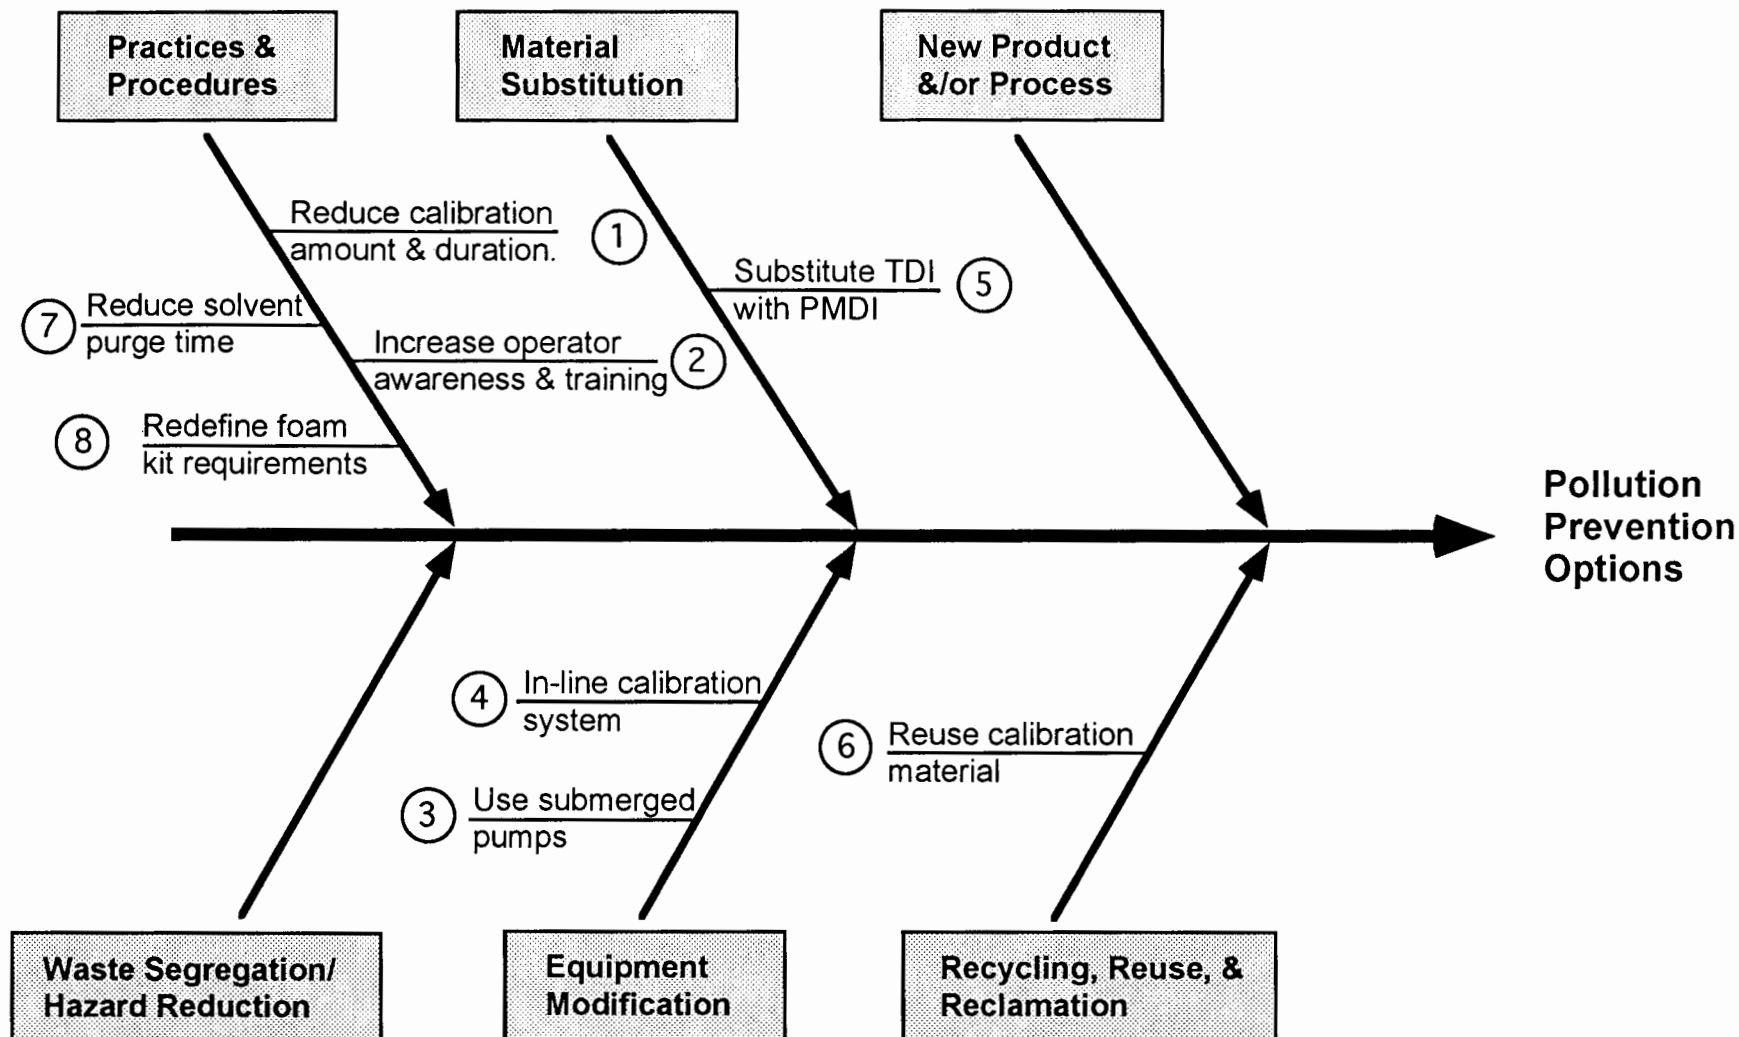 Practices &
Procedures
Material
Substitution
New Product
&/or Process
Reduce calibration
amount & duration.
1
Substitute TDI
with PMDI
5
7
Reduce solvent
purge time
Increase operator
awareness & training
2
8
Redefine foam
kit requirements
Pollution
Prevention
Options
4
In-line calibration
system
6
Reuse calibration
material
3
Use submerged
pumps
Waste Segregation/
Hazard Reduction
Equipment
Modification
Recycling, Reuse, &
Reclamation